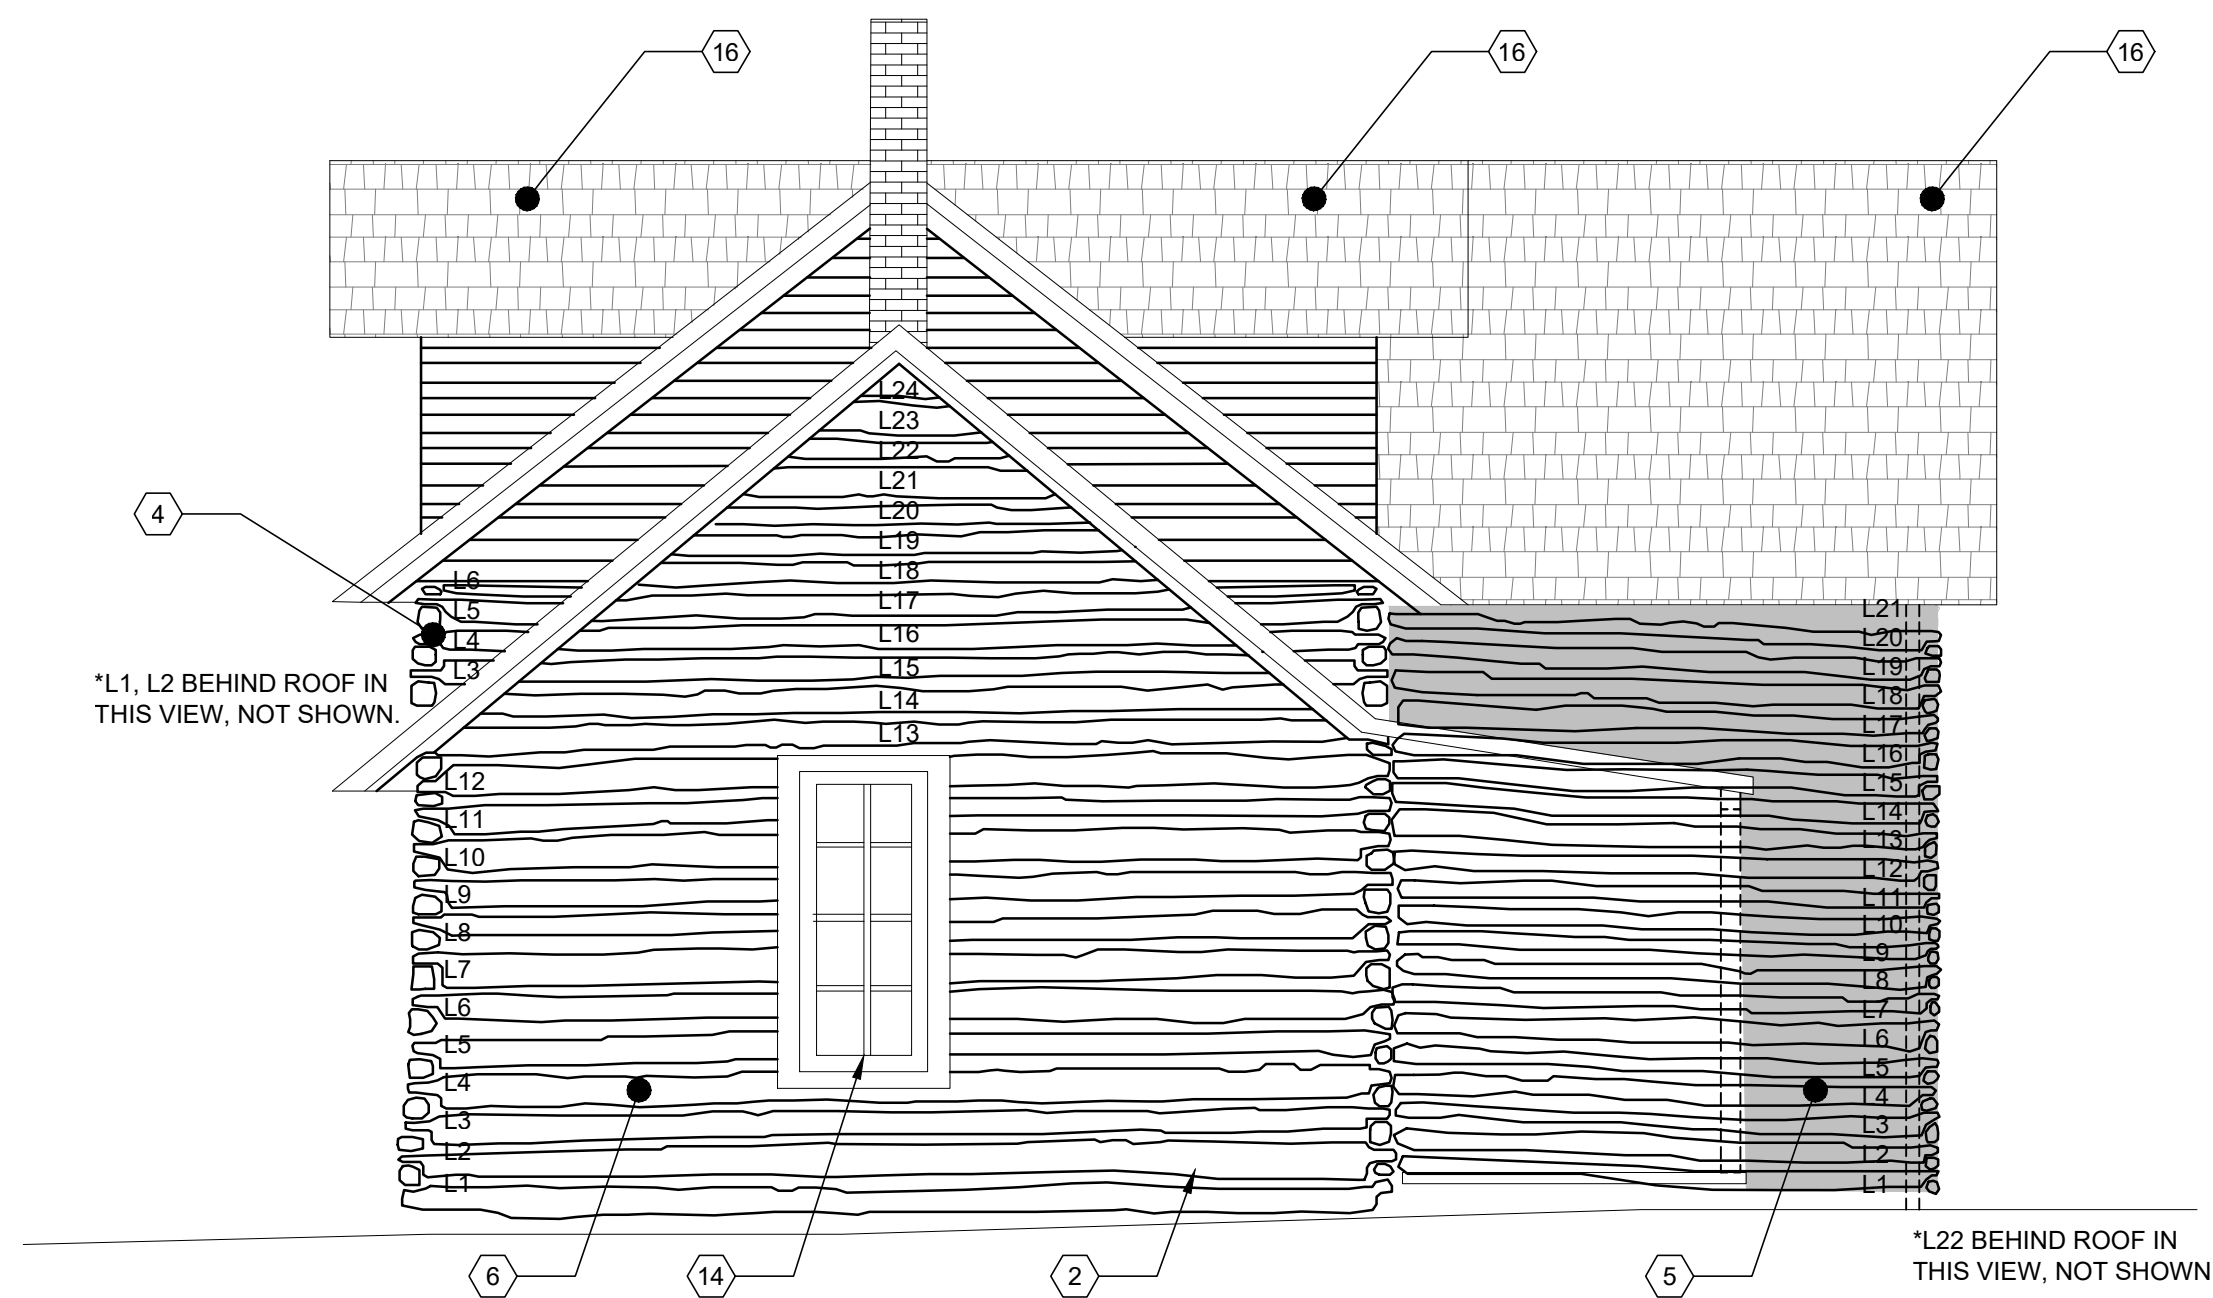 16
16
16
4
L24
L23
L22
L21
L20
L19
L18
L17
L16
L15
L14
L13
L6
L5
L4
L3
*L1, L2 BEHIND ROOF IN
THIS VIEW, NOT SHOWN.
L12
L11
L10
L9
L8
L7
L6
L5
L4
L3
L2
L1
L21
L20
L19
L18
L17
L16
L15
L14
L13
L12
L11
L10
L9
L8
L7
L6
L5
L4
L3
L2
L1
6
14
2
5
*L22 BEHIND ROOF IN
THIS VIEW, NOT SHOWN